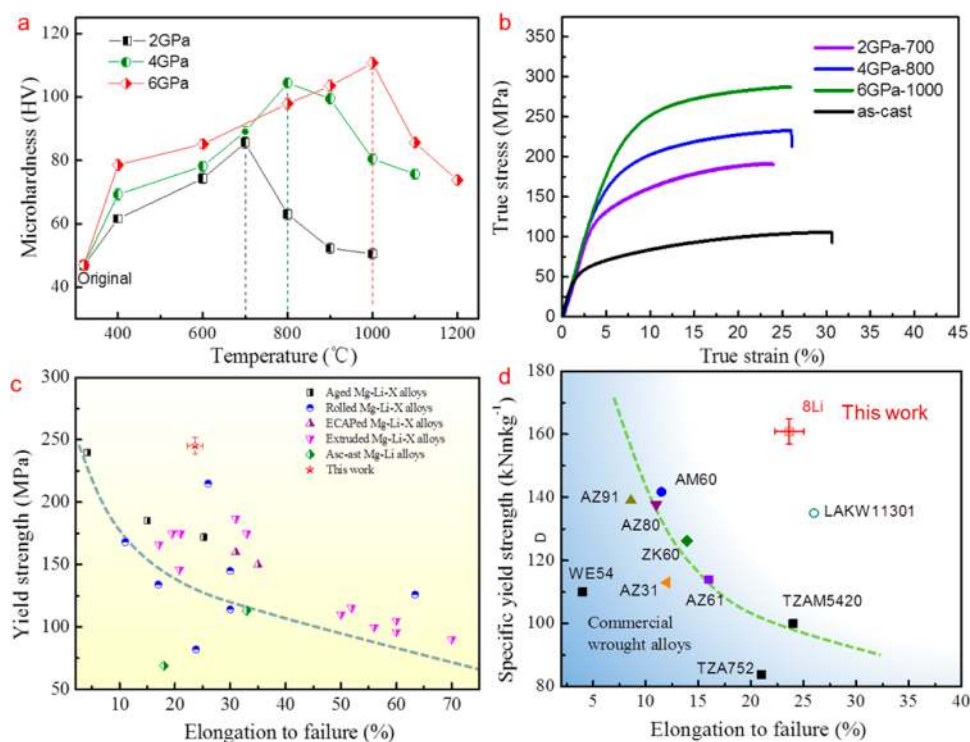 a
2GPa
4GPa
6GPa
120
100
80
60
40
Original
400
600
800
1000
1200
Microhardness (HV)
Temperature (℃)
b
2GPa-700
4GPa-800
6GPa-1000
as-cast
350
300
250
200
150
100
50
0
0
5
10
15
20
25
30
35
40
45
True stress (MPa)
True strain (%)
c
Aged Mg-Li-X alloys
Rolled Mg-Li-X alloys
ECAPed Mg-Li-X alloys
Extruded Mg-Li-X alloys
Asc-ast Mg-Li alloys
This work
300
250
200
150
100
50
10
20
30
40
50
60
70
Yield strength (MPa)
Elongation to failure (%)
d
8Li
This work
AM60
AZ91
AZ80
LAKW11301
ZK60
WE54
AZ31
AZ61
TZAM5420
Commercial
wrought alloys
TZA752
D
180
160
140
120
100
80
5
10
15
20
25
30
35
40
Specific yield strength (kNmkg⁻¹)
Elongation to failure (%)